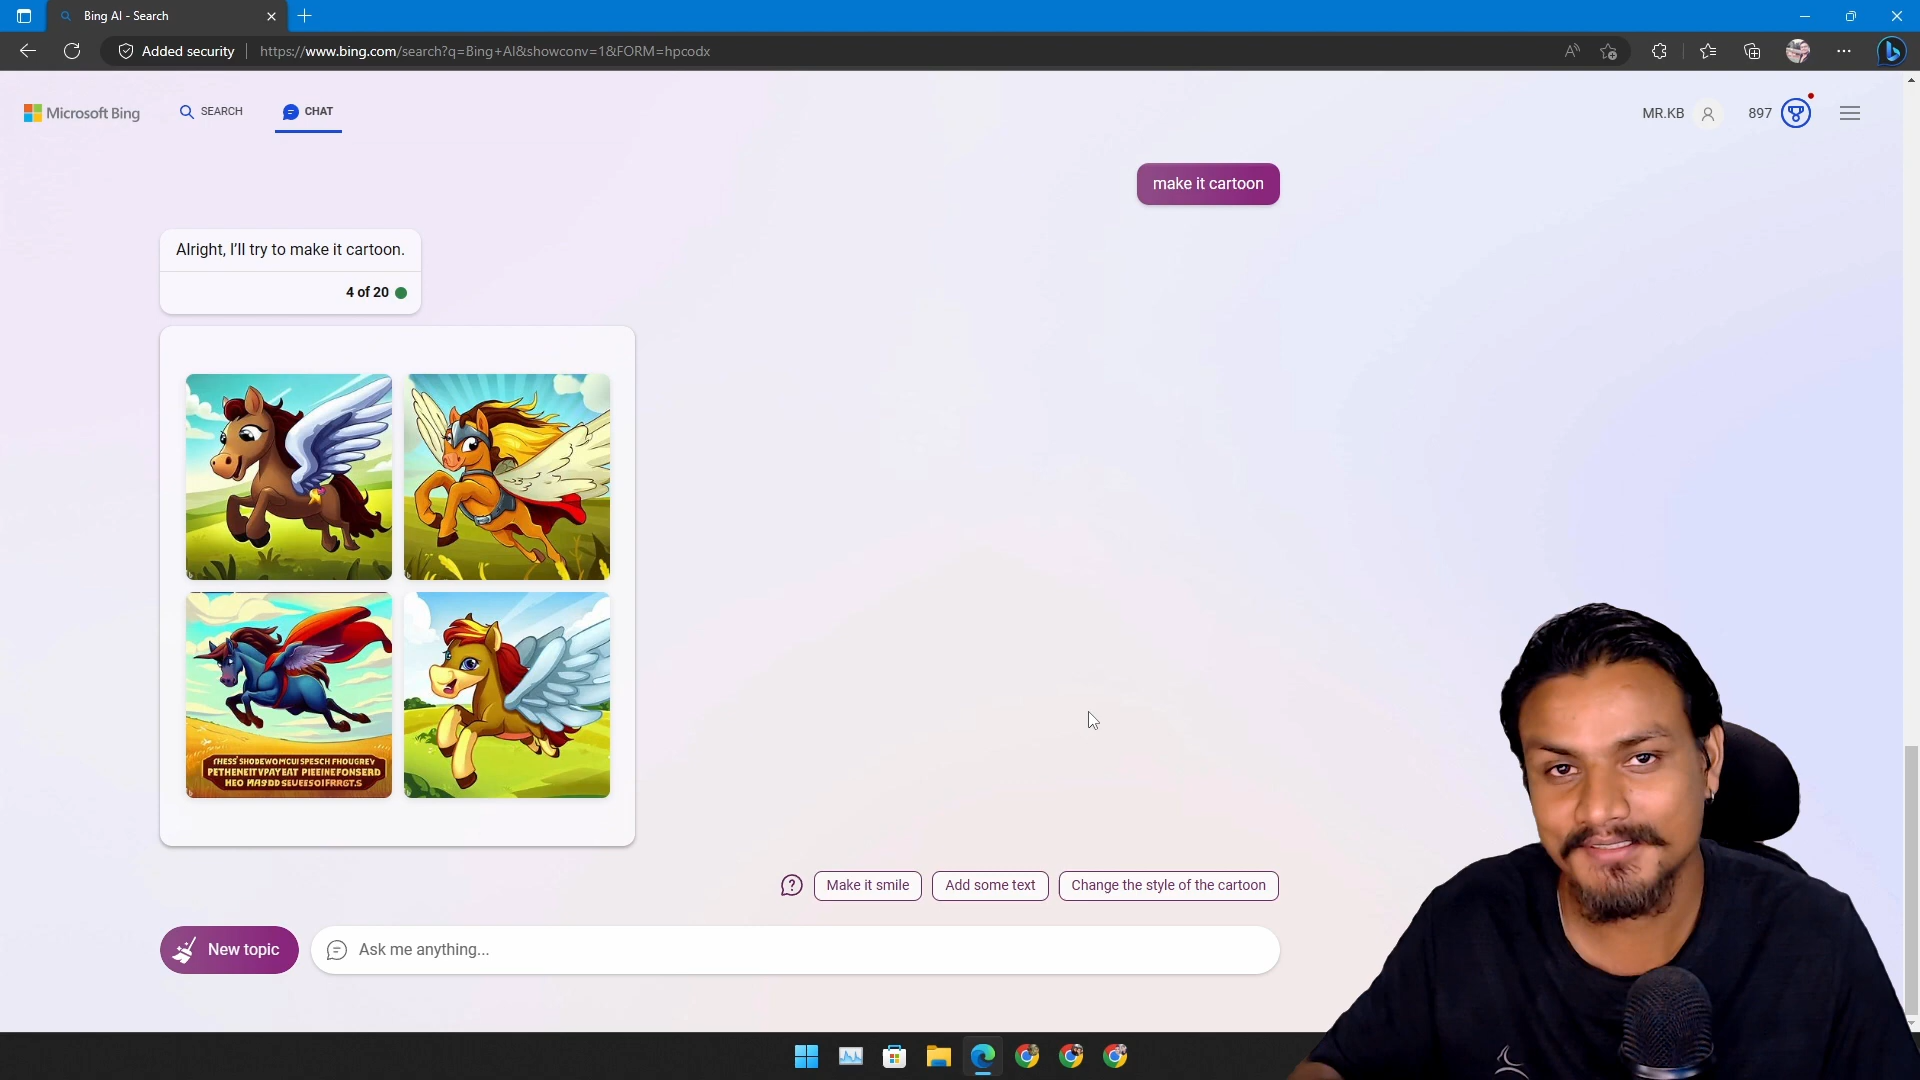 Bing AI - Search
Added security
https://www.bing.com/search?q=Bing+AI&showconv=1&FORM=hpcodx
Microsoft Bing
SEARCH
CHAT
MR.KB
897
make it cartoon
Alright, I'll try to make it cartoon.
4 of 20
Make it smile
Add some text
Change the style of the cartoon
New topic
Ask me anything...